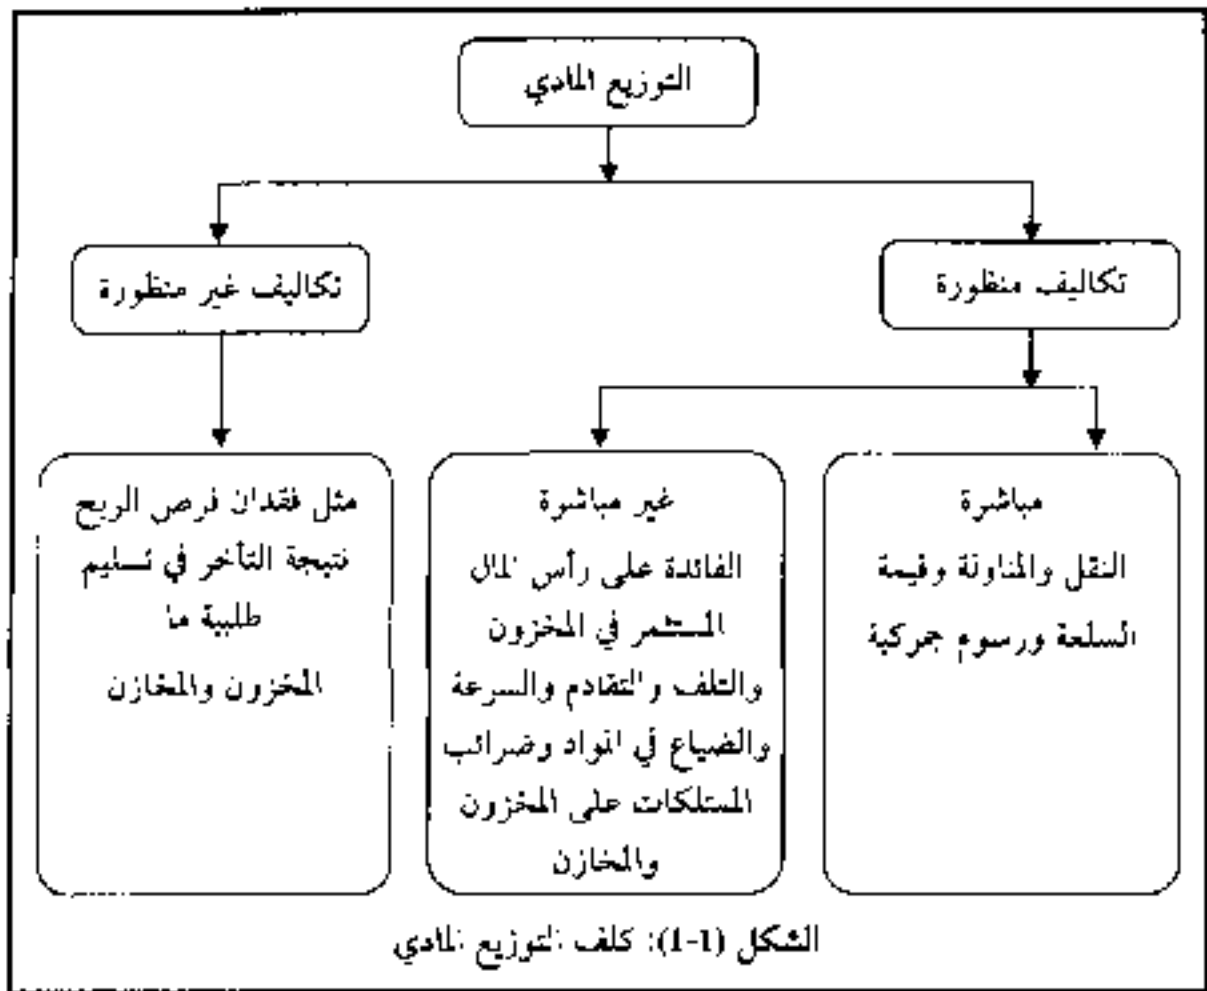 التوزيع المادي
تكاليف منظورة
تكاليف غير منظورة
مباشرة
النقل والمناولة وقيمة
السلعة ورسوم جمركية
غير مباشرة
الفائدة على رأس المال
المستثمر في المخزون
والتلف والتقادم والسرعة
والضياع في المواد وضرائب
الممتلكات على المخزون
والمخازن
مثل فقدان فرص الربح
نتيجة التأخر في تسليم
طلبية ما
المخزون والمخازن
الشكل (1-1): كلف التوزيع المادي